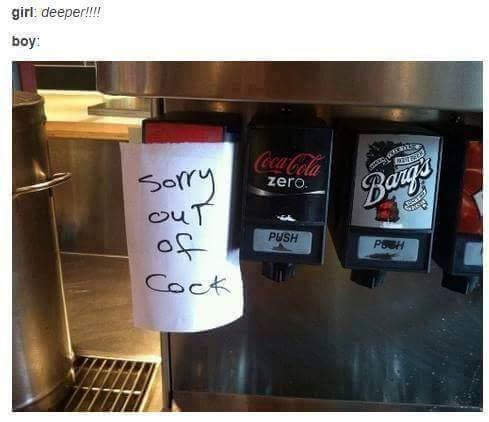 girl: deeper!!!!
boy:
Sorry
out
of
Cock
Coca-Cola
zero.
PUSH
Barq's
PUSH